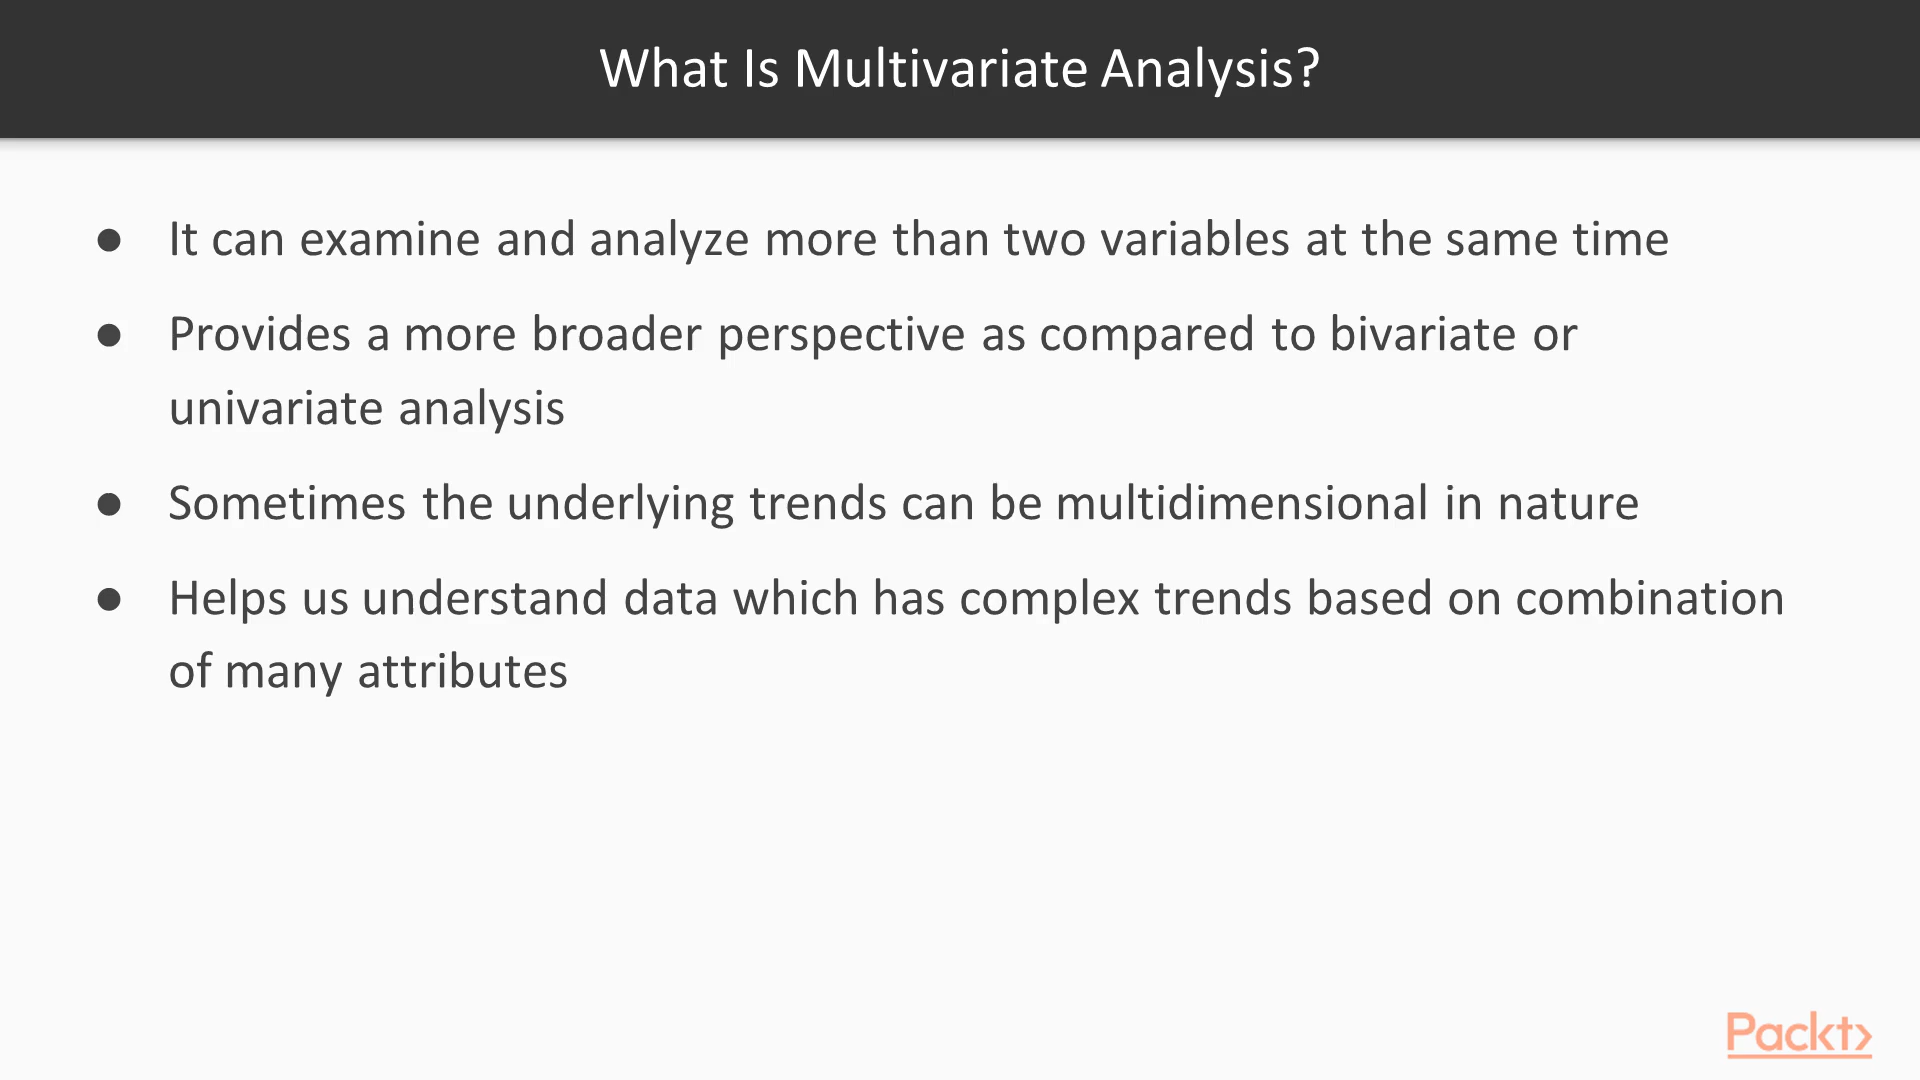 What Is Multivariate Analysis?
● It can examine and analyze more than two variables at the same time
● Provides a more broader perspective as compared to bivariate or
univariate analysis
● Sometimes the underlying trends can be multidimensional in nature
● Helps us understand data which has complex trends based on combination
of many attributes
Packt>